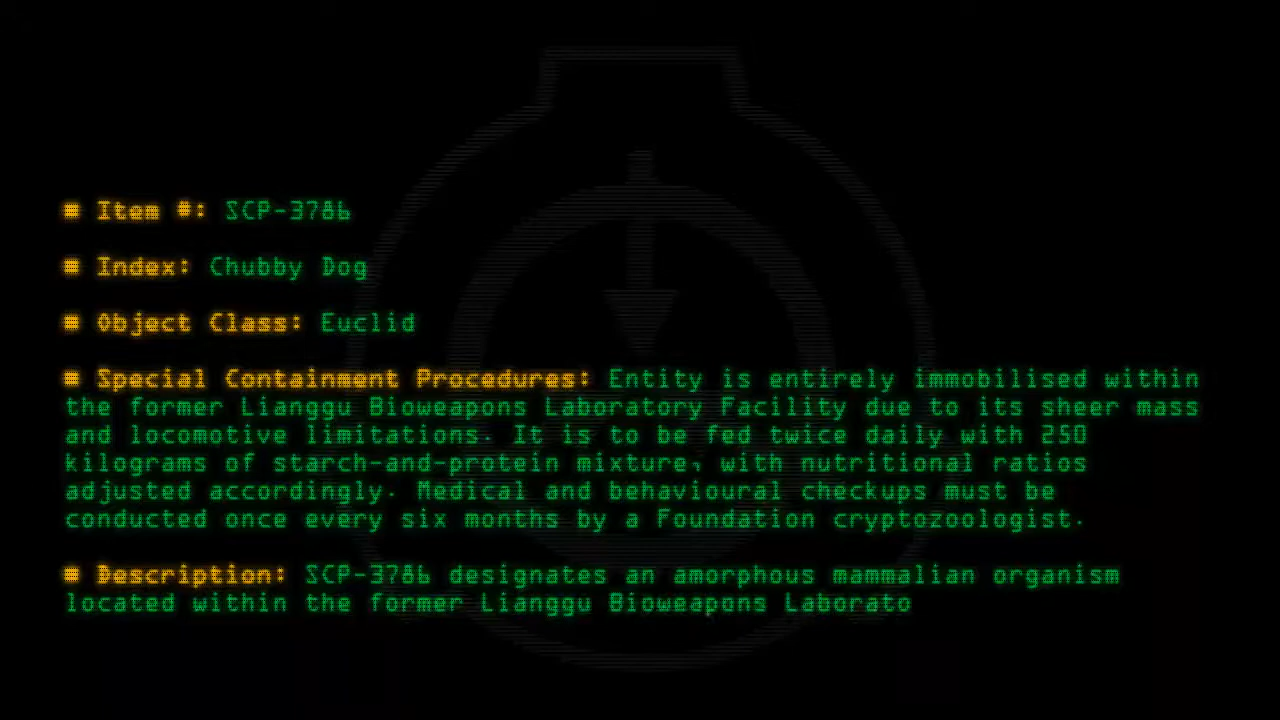 # Item #: SCP-3786
# Index: Chubby Dog
# Object Class: Euclid
# Special Containment Procedures: Entity is entirely immobilised within
the former Lianggu Bioweapons Laboratory Facility due to its sheer mass
and locomotive limitations. It is to be fed twice daily with 250
kilograms of starch-and-protein mixture, with nutritional ratios
adjusted accordingly. Medical and behavioural checkups must be
conducted once every six months by a Foundation cryptozoologist.
# Description: SCP-3786 designates an amorphous mammalian organism
located within the former Lianggu Bioweapons Laborato